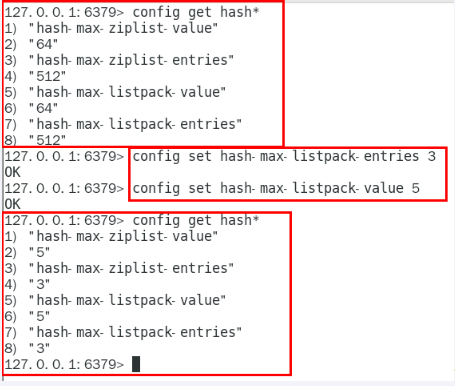 127.0.0.1:6379> config get hash*
1) "hash-max-ziplist-value"
2) "64"
3) "hash-max-ziplist-entries"
4) "512"
5) "hash-max-listpack-value"
6) "64"
7) "hash-max-listpack-entries"
8) "512"
127.0.0.1:6379> config set hash-max-listpack-entries 3
OK
127.0.0.1:6379> config set hash-max-listpack-value 5
OK
127.0.0.1:6379> config get hash*
1) "hash-max-ziplist-value"
2) "5"
3) "hash-max-ziplist-entries"
4) "3"
5) "hash-max-listpack-value"
6) "5"
7) "hash-max-listpack-entries"
8) "3"
127.0.0.1:6379>